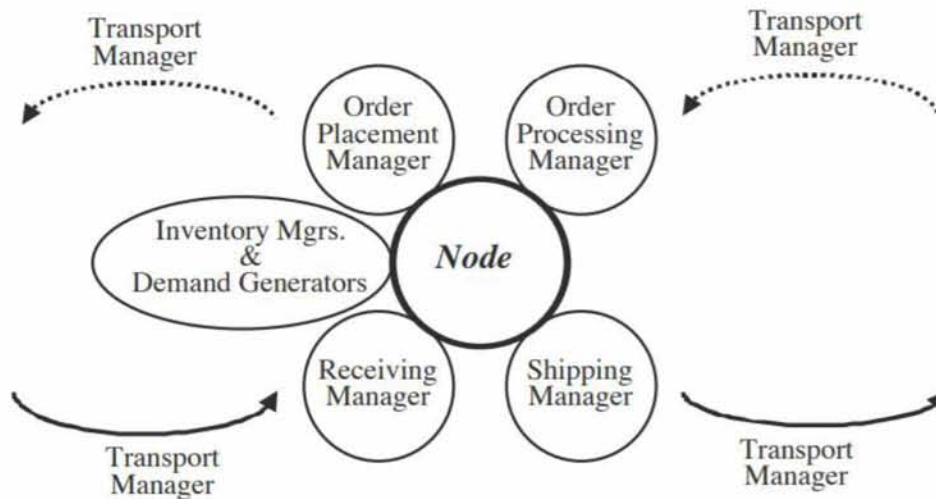 Transport
Manager
Transport
Manager
Order
Placement
Manager
Order
Processing
Manager
Inventory Mgrs.
&
Demand Generators
Node
Receiving
Manager
Shipping
Manager
Transport
Manager
Transport
Manager